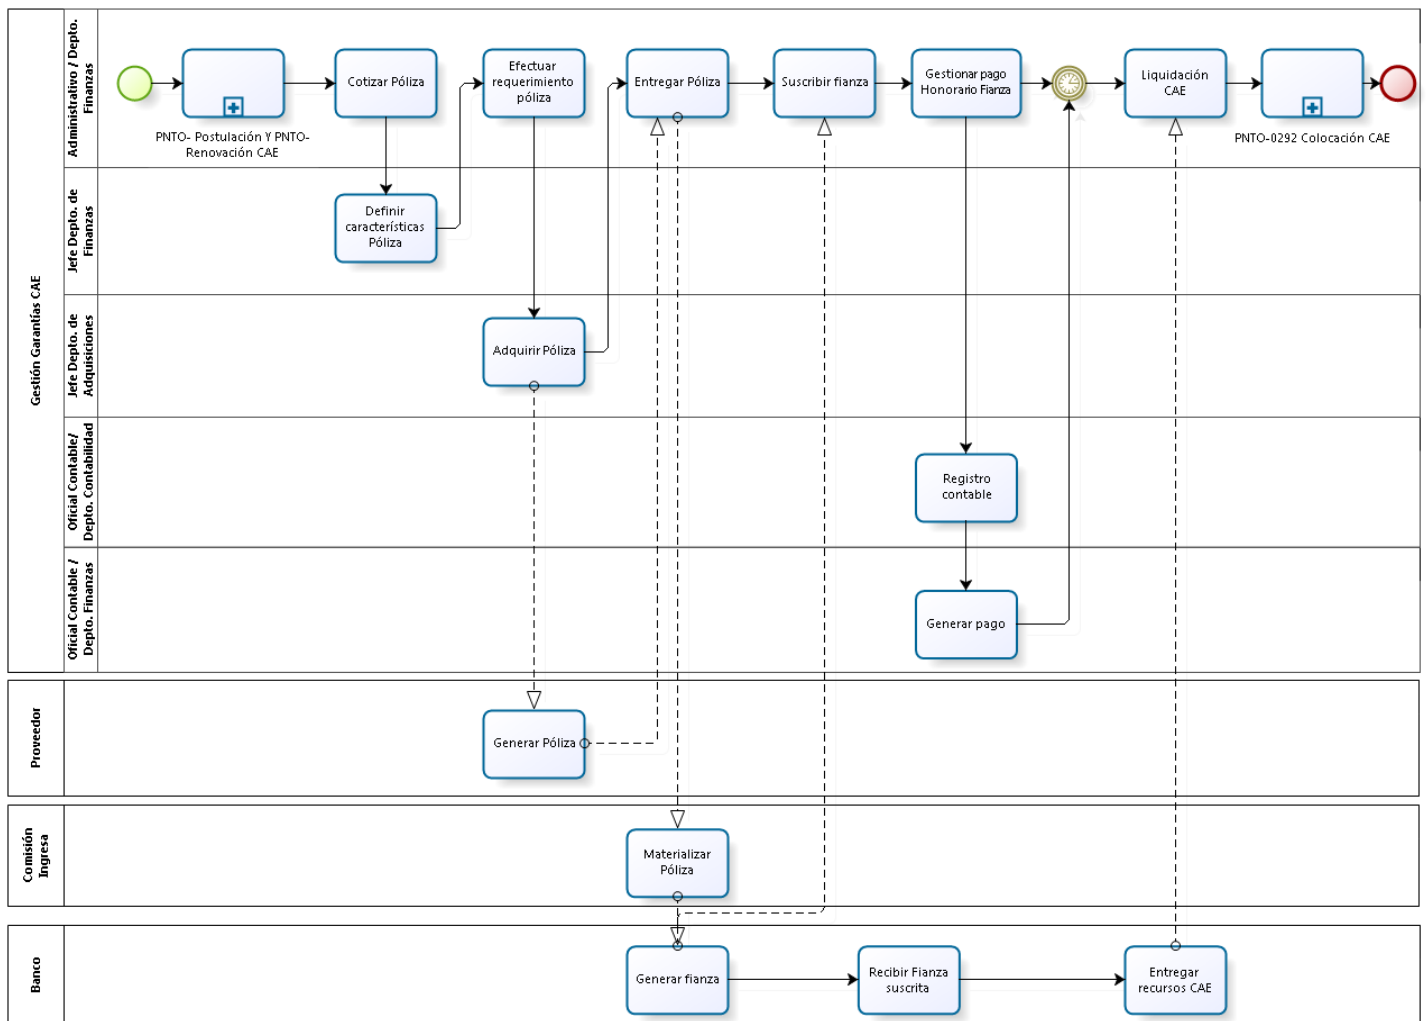 Gestión Garantías CAE
Administrativo / Depto.
Finanzas
PNTO- Postulación Y PNTO-
Renovación CAE
Cotizar Póliza
Efectuar
requerimiento
póliza
Entregar Póliza
Suscribir fianza
Gestionar pago
Honorario Fianza
Liquidación
CAE
PNTO-0292 Colocación CAE
Jefe Depto. de
Finanzas
Definir
características
Póliza
Jefe Depto. de
Adquisiciones
Adquirir Póliza
Oficial Contable/
Depto. Contabilidad
Registro
contable
Oficial Contable /
Depto. Finanzas
Generar pago
Proveedor
Generar Póliza
Comisión
Ingresa
Materializar
Póliza
Banco
Generar fianza
Recibir Fianza
suscrita
Entregar
recursos CAE